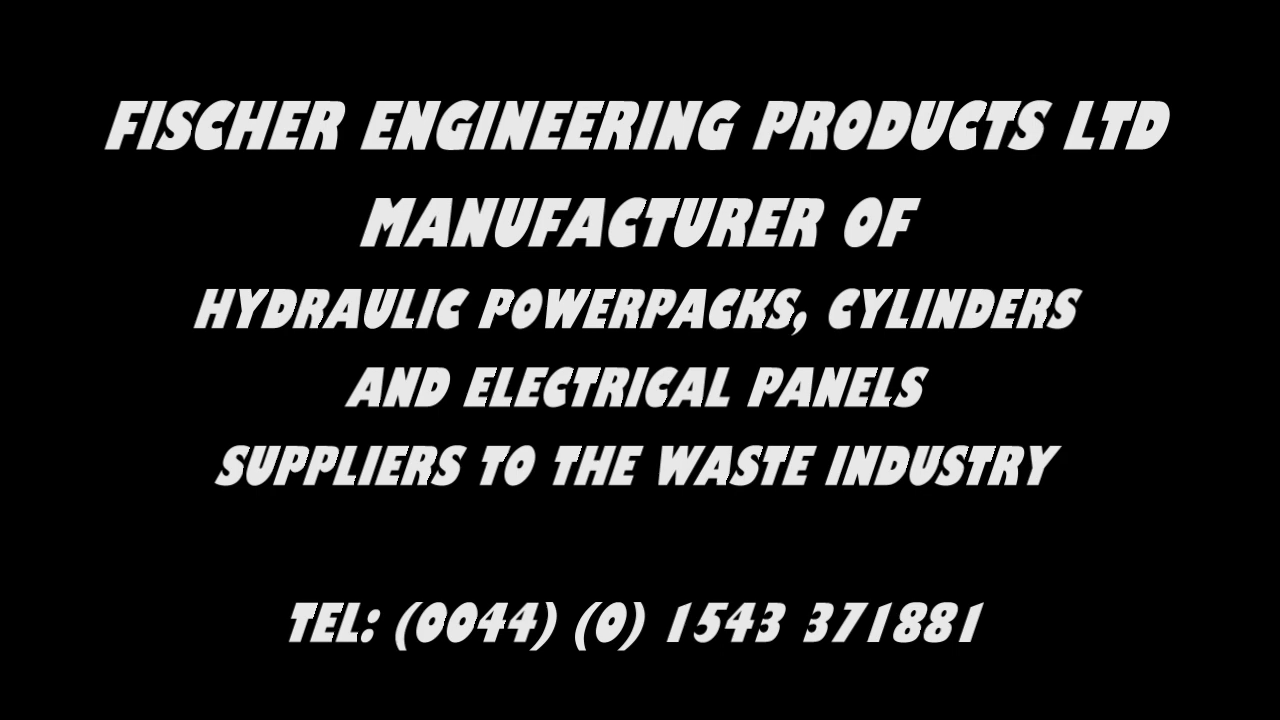 FISCHER ENGINEERING PRODUCTS LTD
MANUFACTURER OF
HYDRAULIC POWERPACKS, CYLINDERS
AND ELECTRICAL PANELS
SUPPLIERS TO THE WASTE INDUSTRY
TEL: (0044) (0) 1543 371881